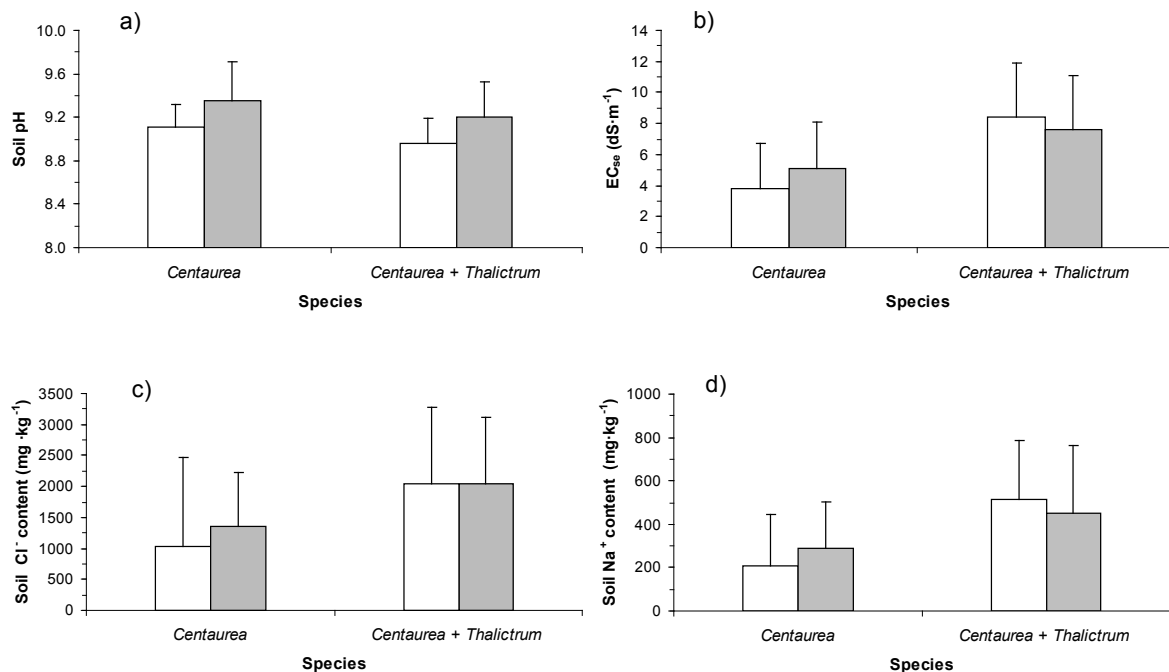 a)
Soil pH
9.6
9.2
8.8
8.4
8.0
Centaurea
Centaurea + Thalictrum
Species
b)
ECse (dS·m-1)
14
12
10
8
6
4
2
0
Centaurea
Centaurea + Thalictrum
Species
c)
Soil Cl- content (mg ·kg-1)
3500
3000
2500
2000
1500
1000
500
0
Centaurea
Centaurea + Thalictrum
Species
d)
Soil Na+ content (mg·kg-1)
1000
800
600
400
200
0
Centaurea
Centaurea + Thalictrum
Species